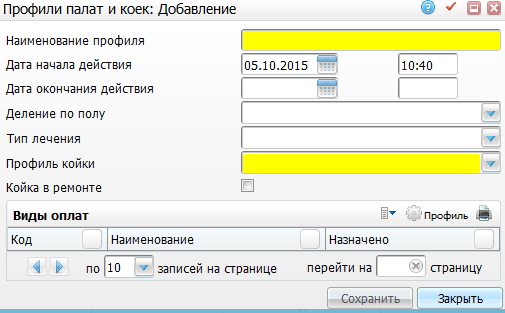 Профили палат и коек: Добавление
Наименование профиля
Дата начала действия 05.10.2015 10:40
Дата окончания действия
Деление по полу
Тип лечения
Профиль койки
Койка в ремонте
Виды оплат Профиль
Код Наименование Назначено
по 10 записей на странице перейти на страницу
Сохранить Закрыть